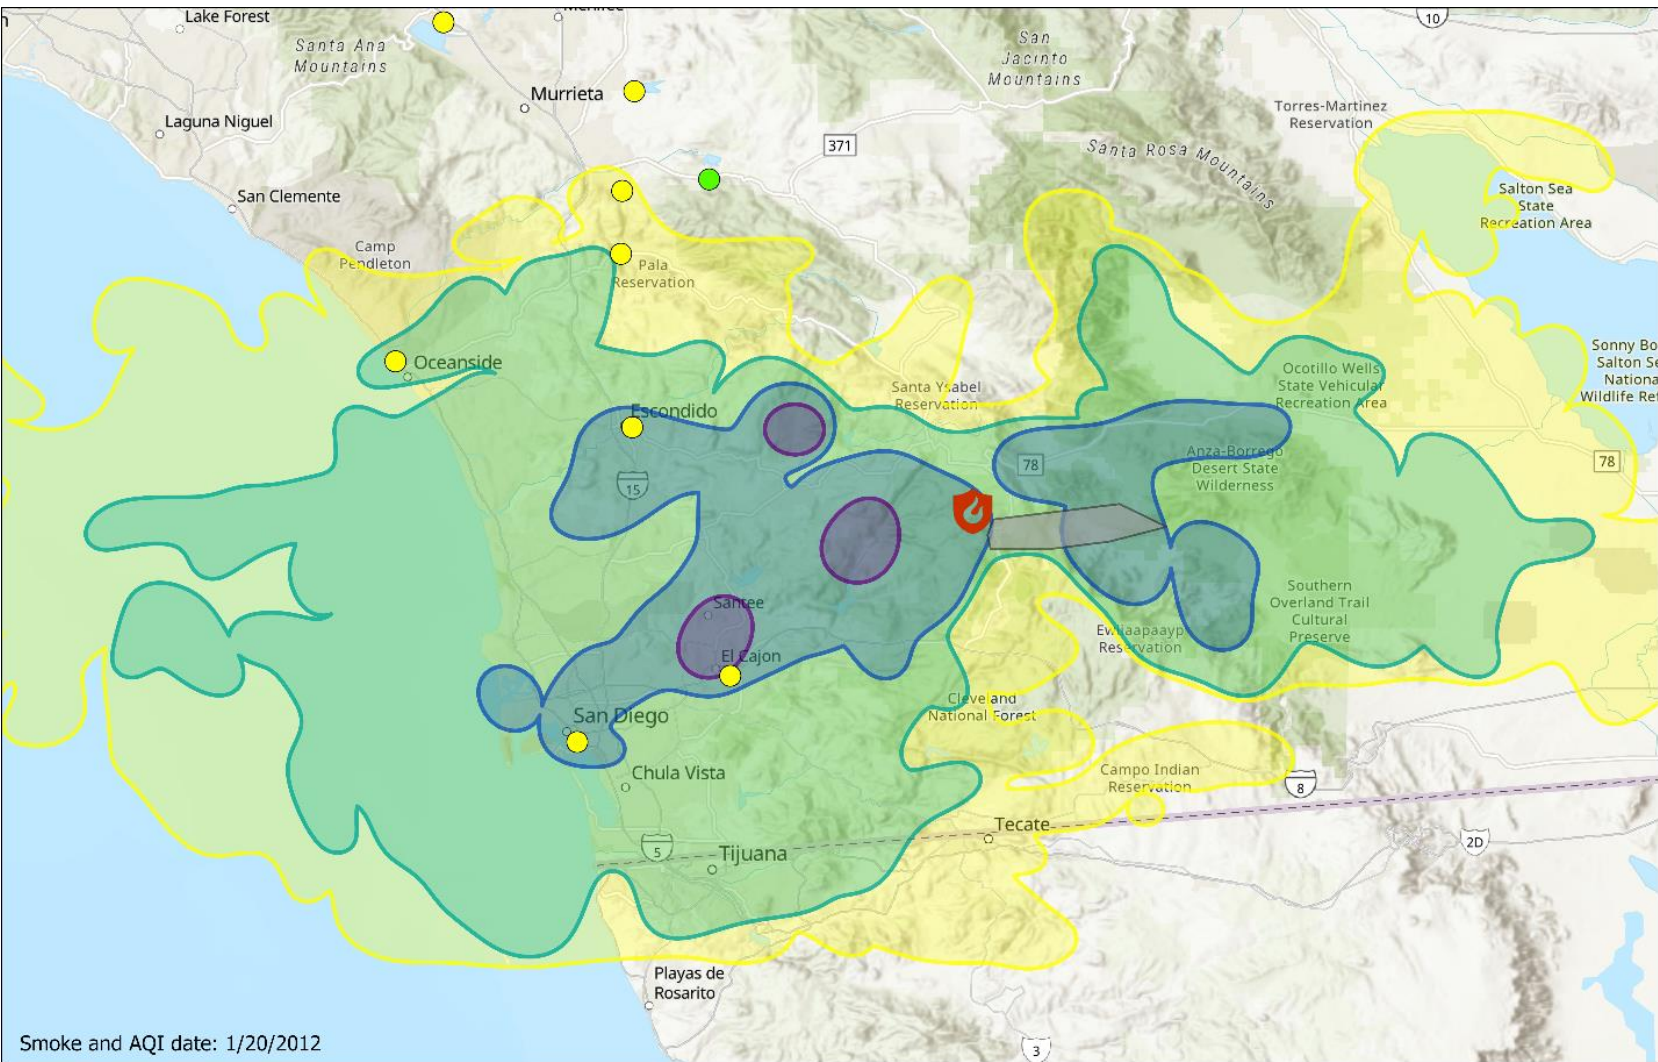 Lake Forest
Santa Ana
Mountains
San
Jacinto
Mountains
10
Murrieta
Laguna Niguel
Torres-Martinez
Reservation
371
Santa Rosa Mountains
San Clemente
Salton Sea
State
Recreation Area
Camp
Pendleton
Pala
Reservation
Oceanside
Santa Ysabel
Reservation
Ocotillo Wells
State Vehicular
Recreation Area
Sonny Bo
Salton Se
Nationa
Wildlife Ref
Escondido
15
78
Anza-Borrego
Desert State
Wilderness
78
Santee
El Cajon
Southern
Overland Trail
Cultural
Preserve
Ewiiaapaayp
Reservation
Cleveland
National Forest
San Diego
Chula Vista
Campo Indian
Reservation
8
Tecate
2D
5
Tijuana
Playas de
Rosarito
3
Smoke and AQI date: 1/20/2012